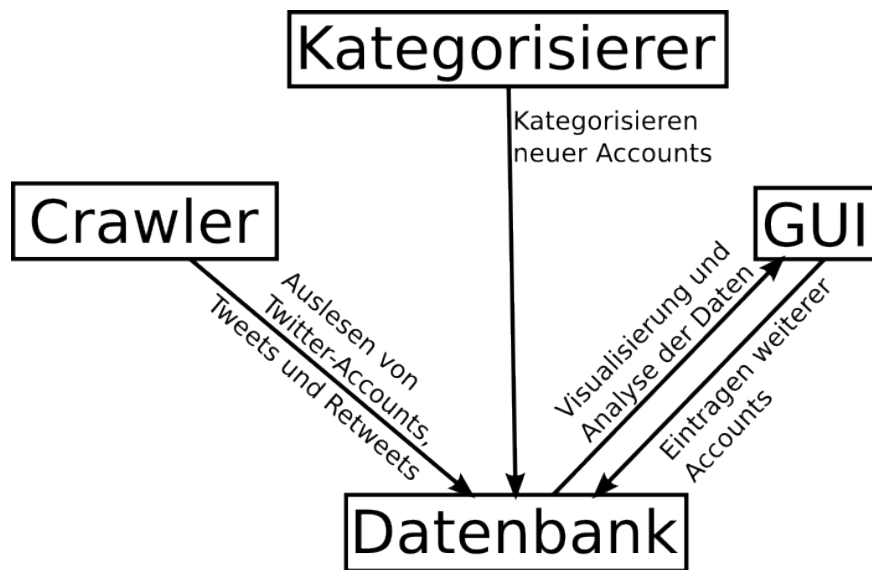 Kategorisierer
Kategorisieren
neuer Accounts
Crawler
GUI
Auslesen von
Twitter-Accounts,
Tweets und Retweets
Visualisierung und
Analyse der Daten
Eintragen weiterer
Accounts
Datenbank